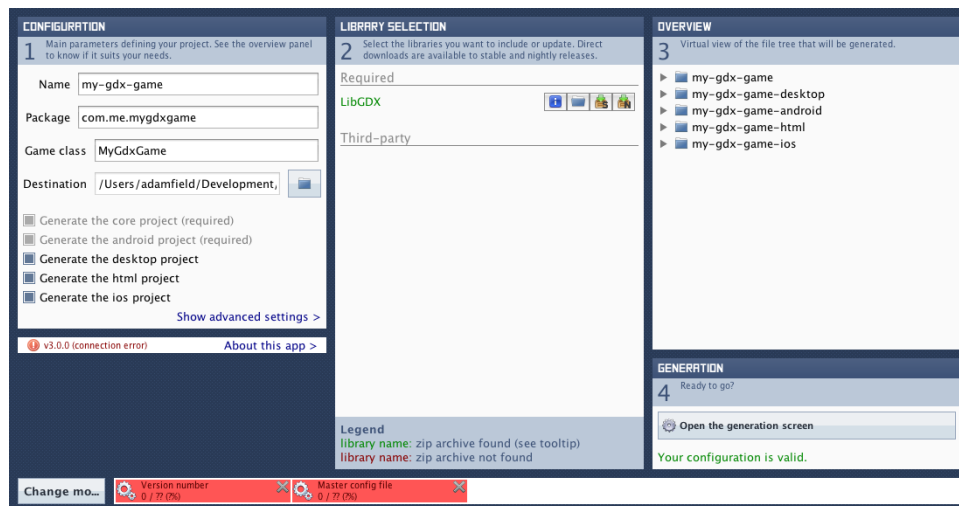 CONFIGURATION
1 Main parameters defining your project. See the overview panel
to know if it suits your needs.
Name my-gdx-game
Package com.me.mygdxgame
Game class MyGdxGame
Destination /Users/adamfield/Development,
Generate the core project (required)
Generate the android project (required)
Generate the desktop project
Generate the html project
Generate the ios project
Show advanced settings >
v3.0.0 (connection error) About this app >
LIBRARY SELECTION
2 Select the libraries you want to include or update. Direct
downloads are available to stable and nightly releases.
Required
LibGDX
i S N
Third-party
Legend
library name: zip archive found (see tooltip)
library name: zip archive not found
OVERVIEW
3 Virtual view of the file tree that will be generated.
my-gdx-game
my-gdx-game-desktop
my-gdx-game-android
my-gdx-game-html
my-gdx-game-ios
GENERATION
4 Ready to go?
Open the generation screen
Your configuration is valid.
Change mo...
Version number
0 / ?? (?%)
Master config file
0 / ?? (?%)